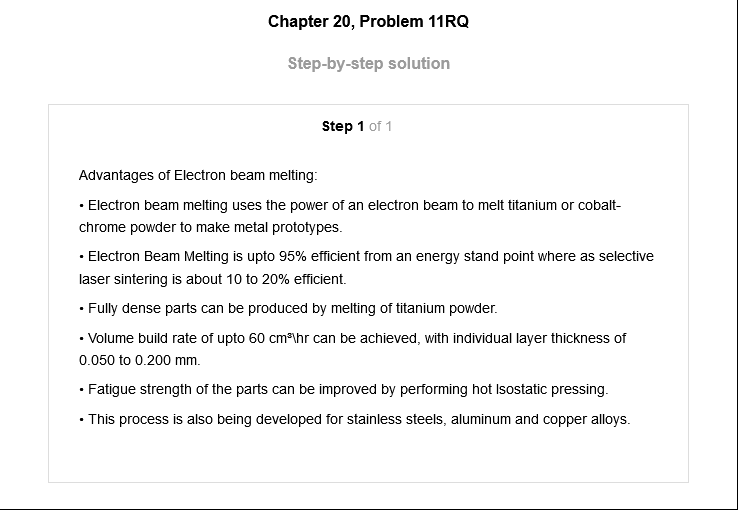 Chapter 20, Problem 11RQ
Step-by-step solution
Step 1 of 1
Advantages of Electron beam melting:
• Electron beam melting uses the power of an electron beam to melt titanium or cobalt-
chrome powder to make metal prototypes.
• Electron Beam Melting is upto 95% efficient from an energy stand point where as selective
laser sintering is about 10 to 20% efficient.
• Fully dense parts can be produced by melting of titanium powder.
• Volume build rate of upto 60 cm³\hr can be achieved, with individual layer thickness of
0.050 to 0.200 mm.
• Fatigue strength of the parts can be improved by performing hot Isostatic pressing.
• This process is also being developed for stainless steels, aluminum and copper alloys.